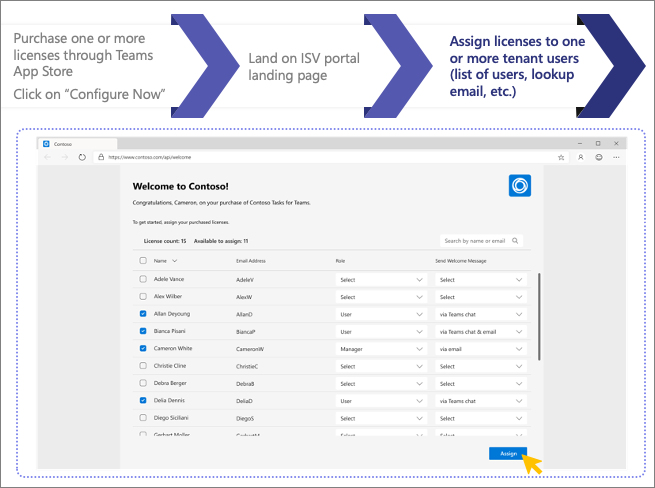 Purchase one or more
licenses through Teams
App Store
Click on “Configure Now”
Land on ISV portal
landing page
Assign licenses to one
or more tenant users
(list of users, lookup
email, etc.)
Contoso
https://www.contoso.com/api/welcome
Welcome to Contoso!
Congratulations, Cameron, on your purchase of Contoso Tasks for Teams.
To get started, assign your purchased licenses.
License count: 15 Available to assign: 11
Search by name or email
Name Email Address Role Send Welcome Message
Adele Vance AdeleV Select Select
Alex Wilber AlexW Select Select
Allan Deyoung AllanD User via Teams chat
Bianca Pisani BiancaP User via Teams chat & email
Cameron White CameronW Manager via email
Christie Cline ChristieC Select Select
Debra Berger DebraB Select Select
Delia Dennis DeliaD User via Teams chat
Diego Siciliani DiegoS Select Select
Gerhart Moller GerhartM Select Select
Assign